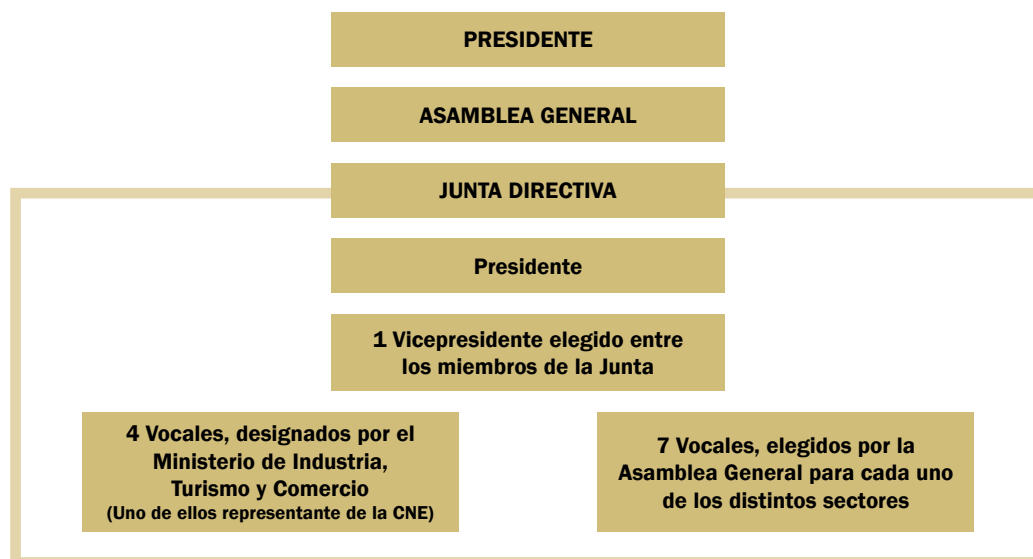 PRESIDENTE
ASAMBLEA GENERAL
JUNTA DIRECTIVA
Presidente
1 Vicepresidente elegido entre
los miembros de la Junta
4 Vocales, designados por el
Ministerio de Industria,
Turismo y Comercio
(Uno de ellos representante de la CNE)
7 Vocales, elegidos por la
Asamblea General para cada uno
de los distintos sectores